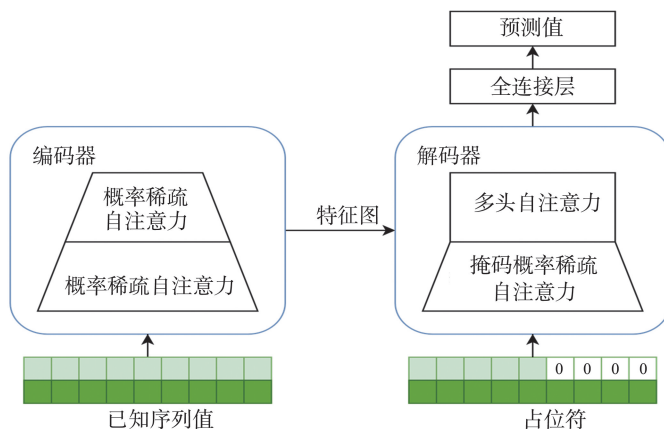 预测值
全连接层
编码器
概率稀疏
自注意力
概率稀疏自注意力
特征图
解码器
多头自注意力
掩码概率稀疏
自注意力
0 0 0 0
已知序列值
占位符